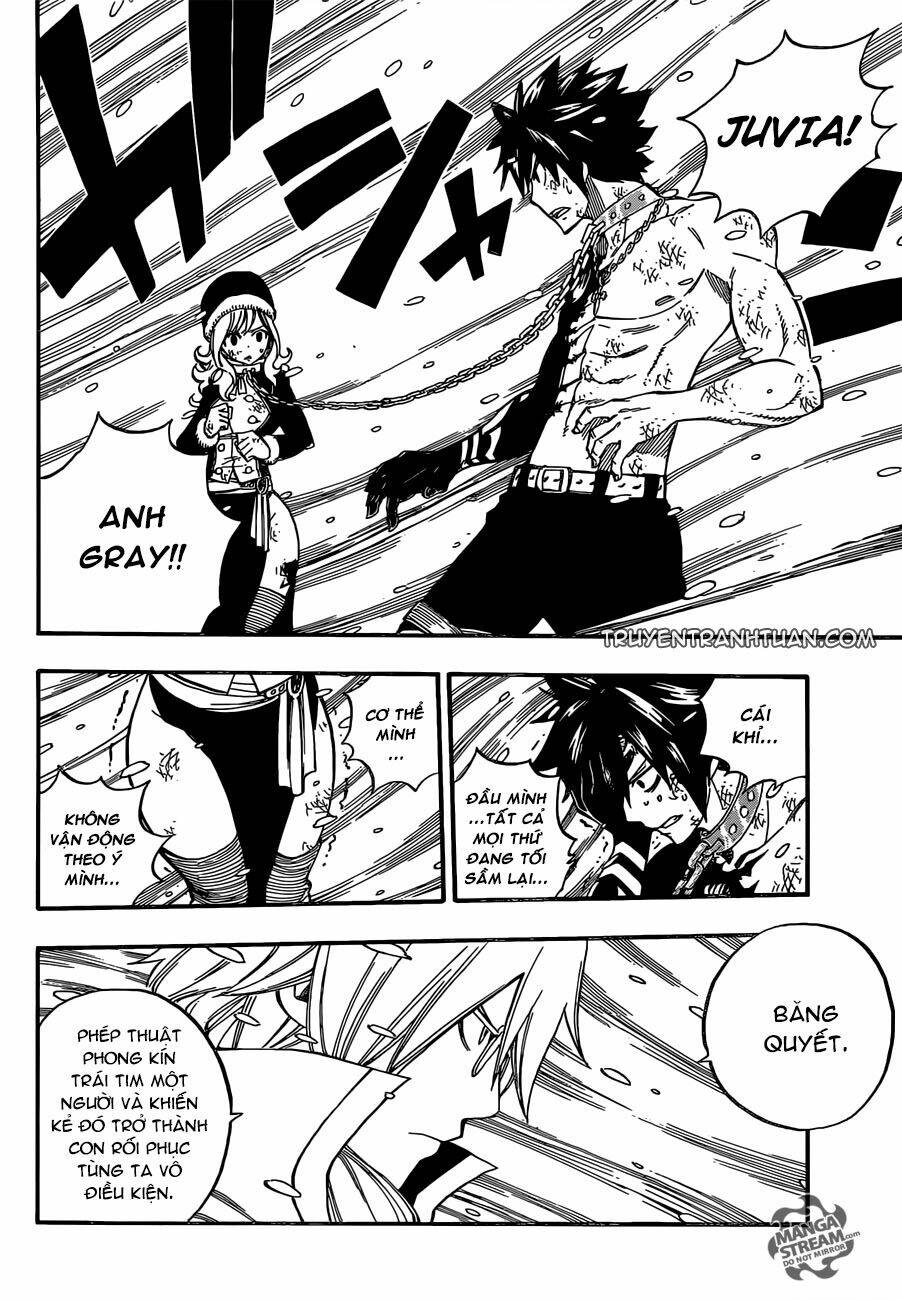 JUVIA!
ANH
GRAY!!
TRUYENTRANHTUAN.COM
CÁI
KHỈ...
ĐẦU MÌNH
...TẤT CẢ
MỌI THỨ
ĐANG TỐI
SẦM LẠI...
CƠ THỂ
MÌNH
...
KHÔNG
VẬN ĐỘNG
THEO Ý
MÌNH...
BĂNG
QUYẾT.
PHÉP THUẬT
PHONG KÍN
TRÁI TIM MỘT
NGƯỜI VÀ KHIẾN
KẺ ĐÓ TRỞ THÀNH
CON RỐI PHỤC
TÙNG TA VÔ
ĐIỀU KIỆN.
MANGA
STREAM.com
DO NOT MIRROR